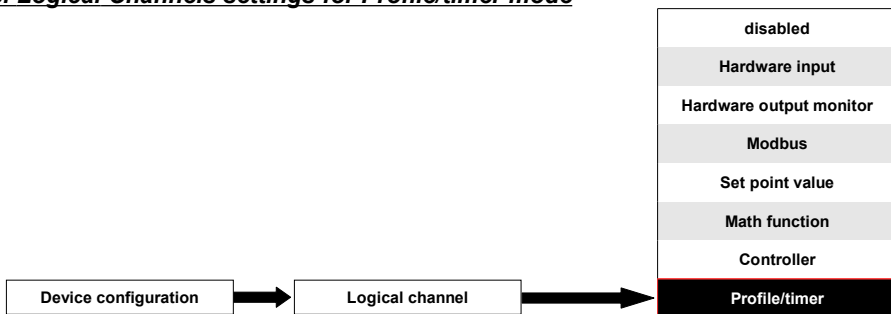 Logical Channels settings for Profile/timer mode
disabled
Hardware input
Hardware output monitor
Modbus
Set point value
Math function
Controller
Device configuration
Logical channel
Profile/timer